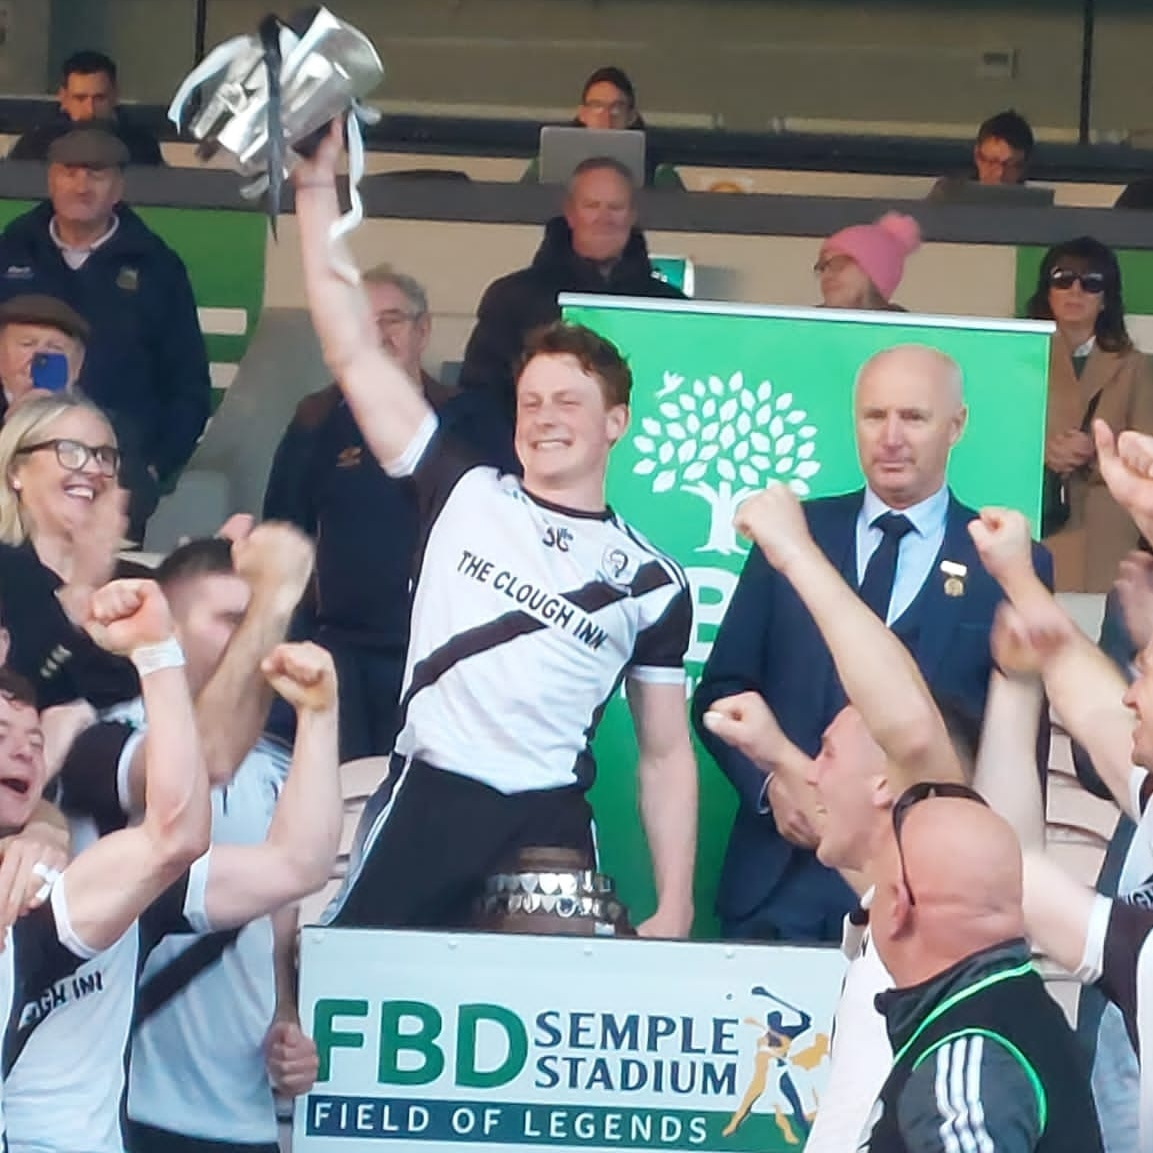 THE CLOUGH INN
FBD
SEMPLE
STADIUM
FIELD OF LEGENDS